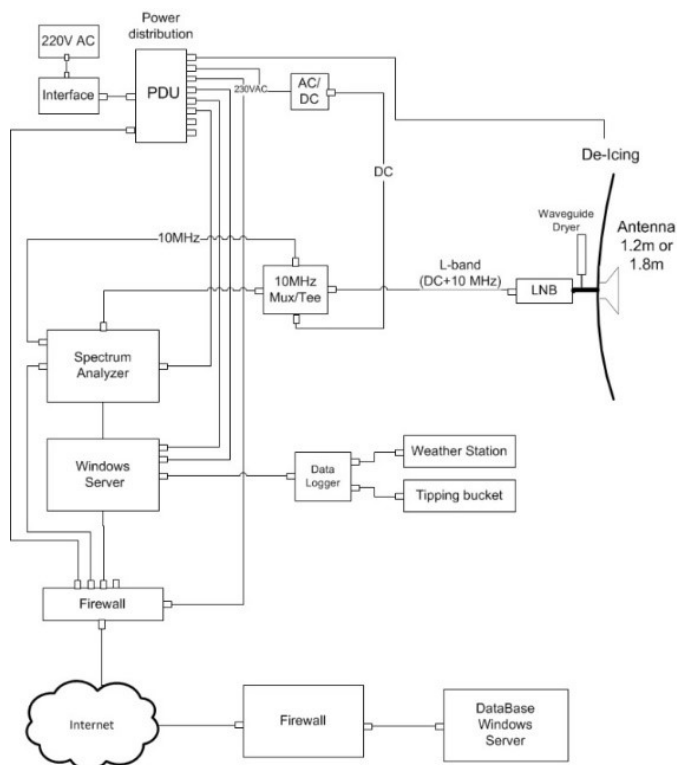 Power
distribution
220V AC
PDU
Interface
230VAC
AC/
DC
DC
De-Icing
Waveguide
Dryer
Antenna
1.2m or
1.8m
10MHz
10MHz
Mux/Tee
L-band
(DC+10 MHz)
LNB
Spectrum
Analyzer
Windows
Server
Data
Logger
Weather Station
Tipping bucket
Firewall
Internet
Firewall
DataBase
Windows
Server